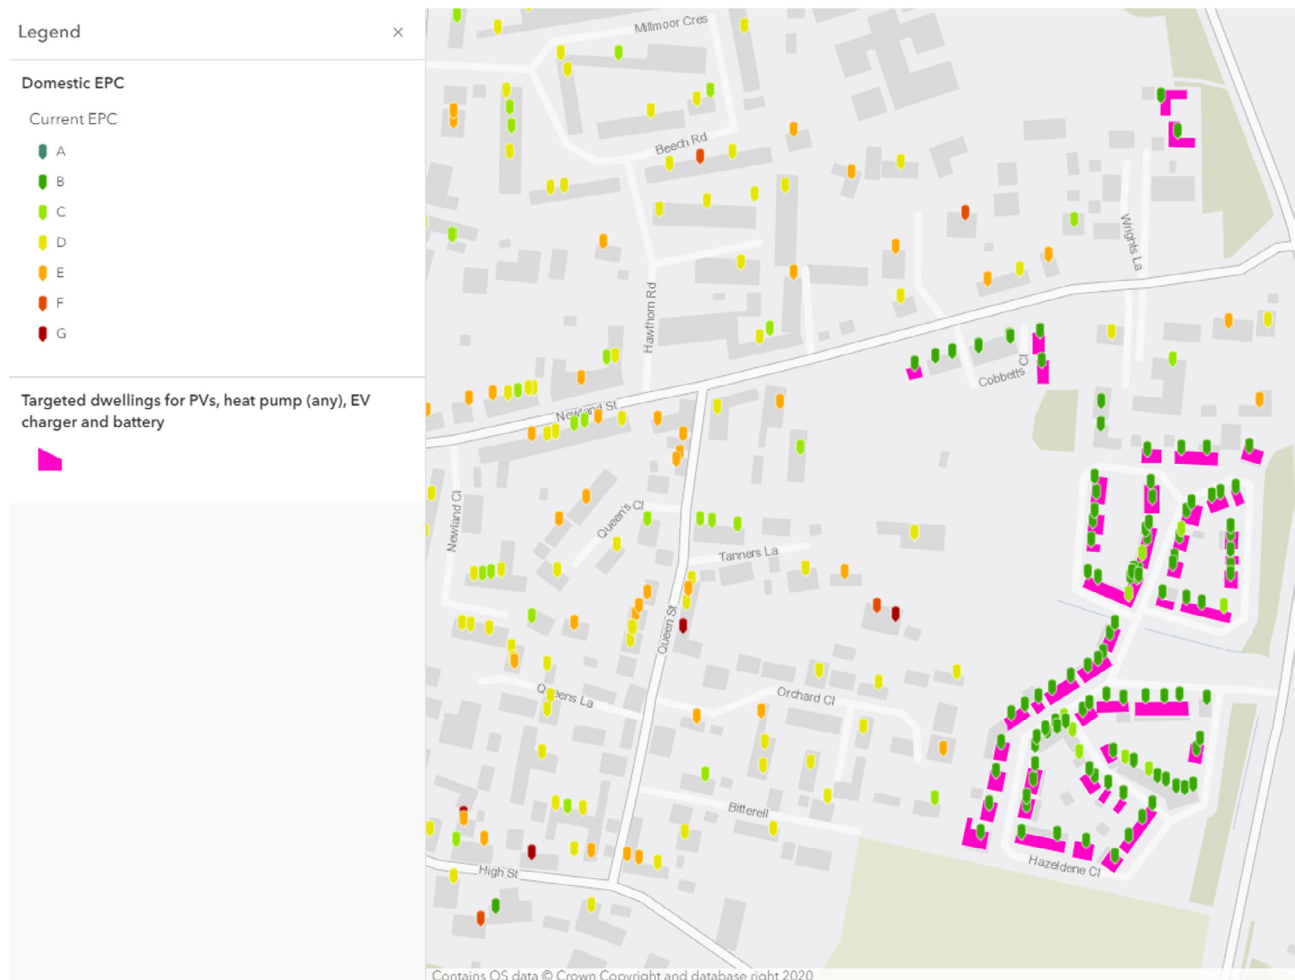 Legend
×
Domestic EPC
Current EPC
A
B
C
D
E
F
G
Targeted dwellings for PVs, heat pump (any), EV
charger and battery
Millmoor Cres
Beech Rd
Wrights La
Hawthorn Rd
Cobbetts Cl
Newland St
Newland Cl
Queen's Cl
Tanners La
Queen St
Queens La
Orchard Cl
Bitterell
Hazeldene Cl
High St
Contains OS data © Crown Copyright and database right 2020